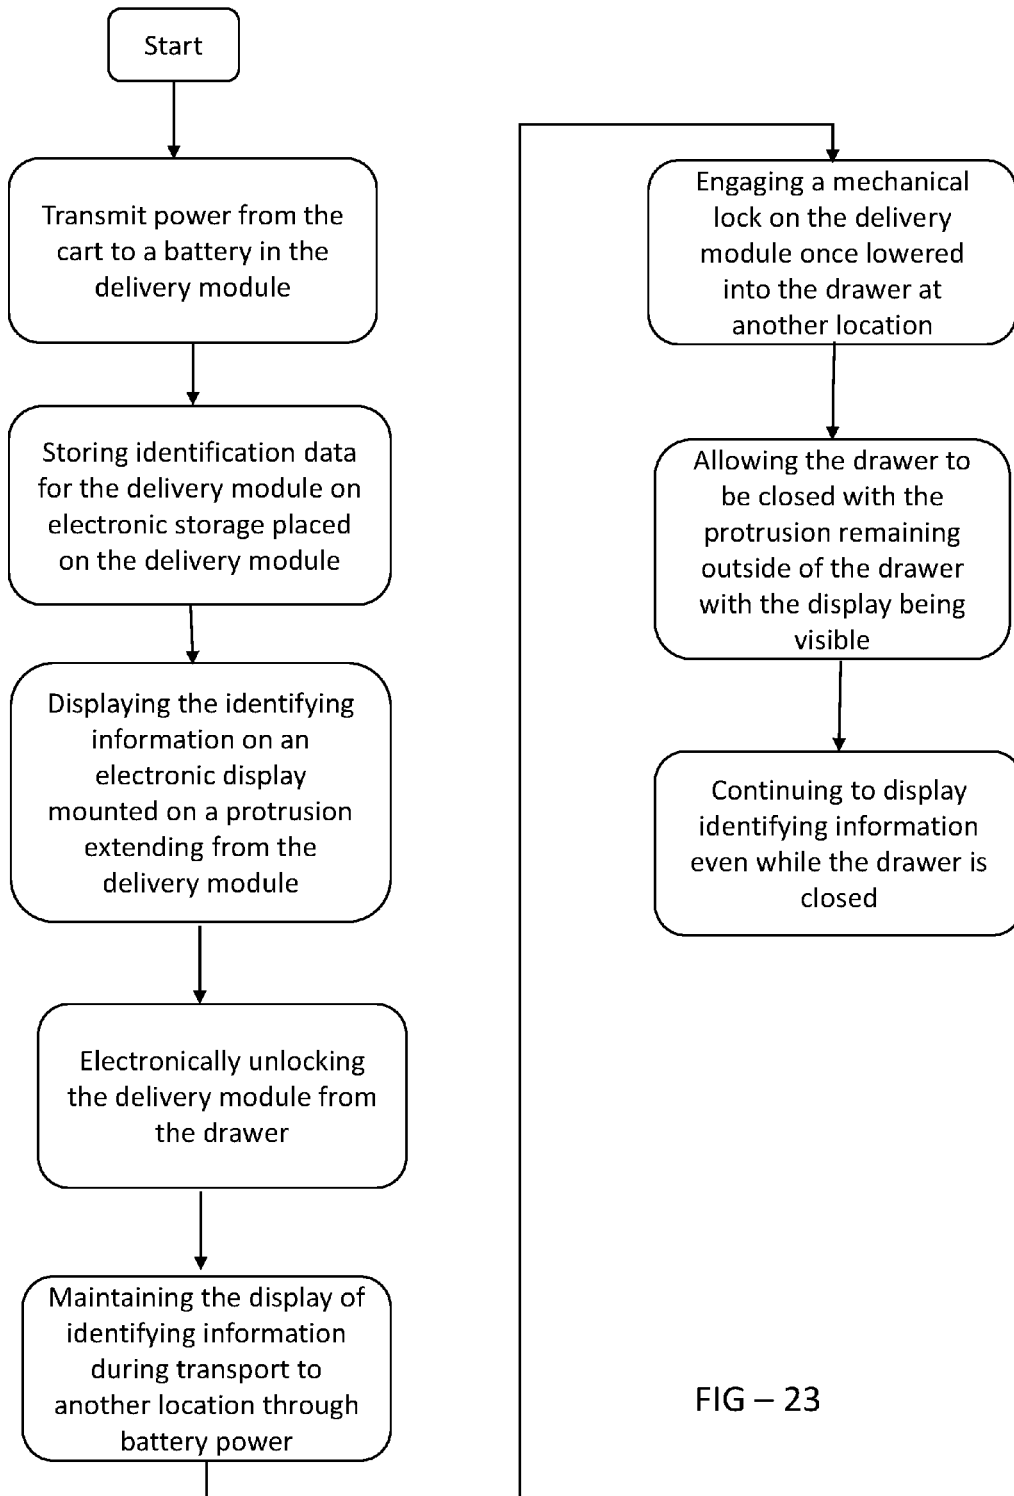 Start
Transmit power from the
cart to a battery in the
delivery module
Storing identification data
for the delivery module on
electronic storage placed
on the delivery module
Displaying the identifying
information on an
electronic display
mounted on a protrusion
extending from the
delivery module
Electronically unlocking
the delivery module from
the drawer
Maintaining the display of
identifying information
during transport to
another location through
battery power
Engaging a mechanical
lock on the delivery
module once lowered
into the drawer at
another location
Allowing the drawer to
be closed with the
protrusion remaining
outside of the drawer
with the display being
visible
Continuing to display
identifying information
even while the drawer is
closed
FIG – 23